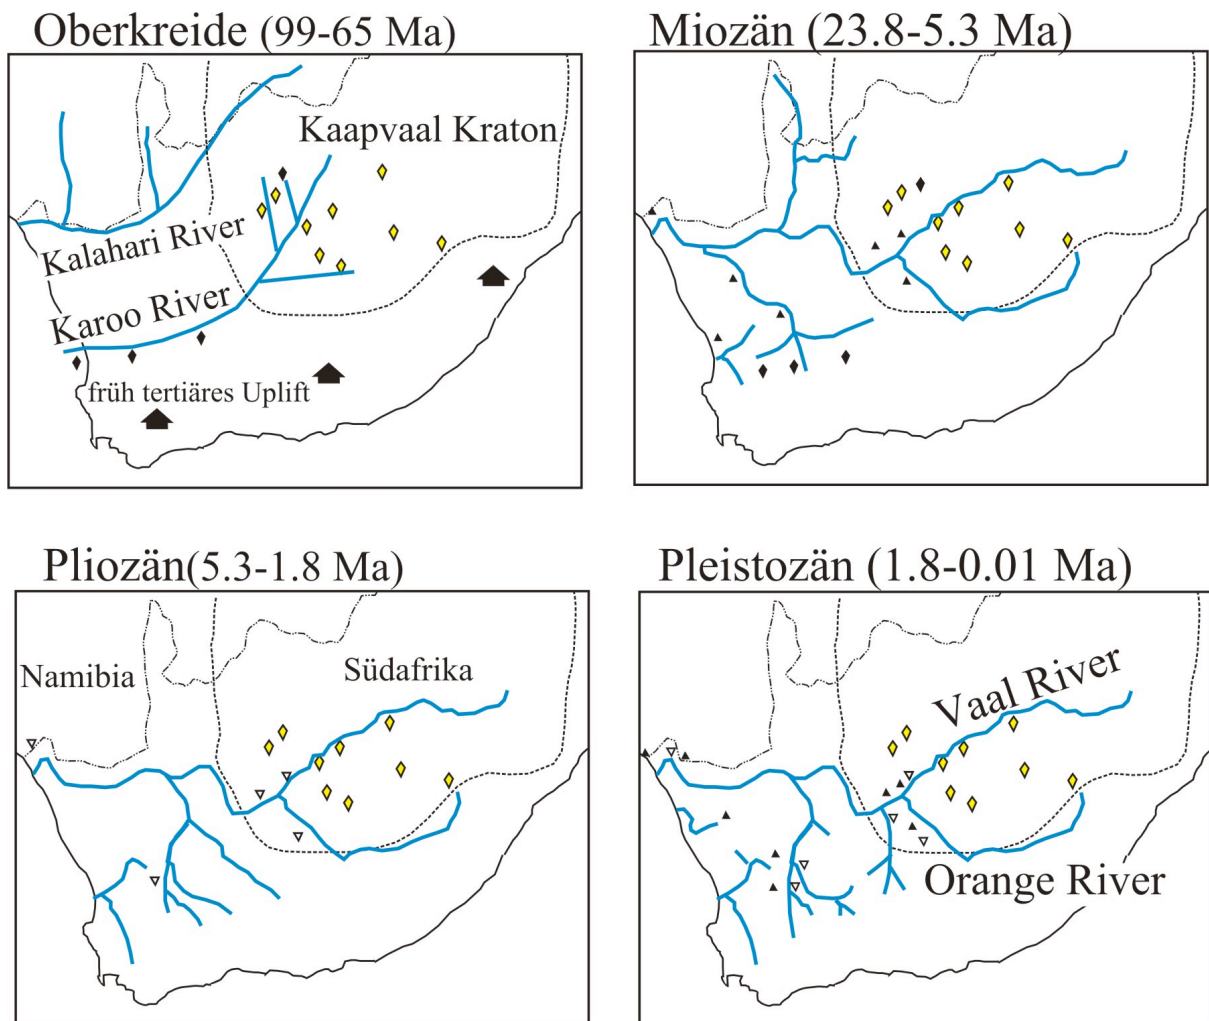 Oberkreide (99-65 Ma)
Kaapvaal Kraton
Kalahari River
Karoo River
früh tertiäres Uplift
Miozän (23.8-5.3 Ma)
Pliozän(5.3-1.8 Ma)
Namibia
Südafrika
Pleistozän (1.8-0.01 Ma)
Vaal River
Orange River